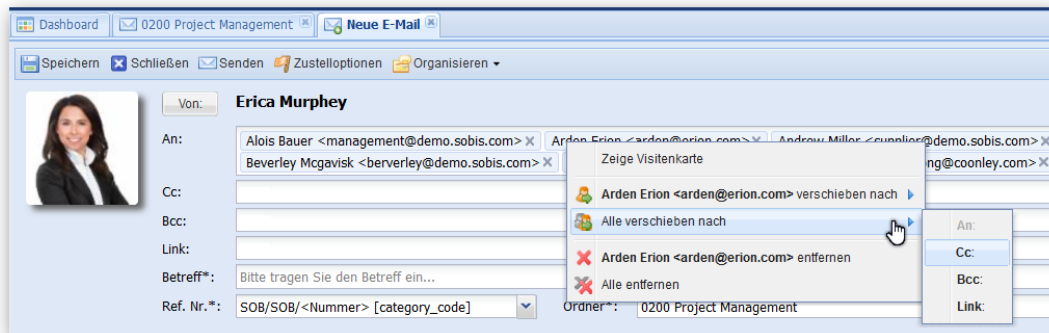 Dashboard 0200 Project Management Neue E-Mail
Speichern Schließen Senden Zustelloptionen Organisieren
Von: Erica Murphey
An: Alois Bauer <management@demo.sobis.com> Arden Erion <arden@erion.com> Andrew Miller <supplier@demo.sobis.com>
Beverley Mcgavisk <berverley@demo.sobis.com> ng@coonley.com>
Zeige Visitenkarte
Cc:
Arden Erion <arden@erion.com> verschieben nach
Bcc:
Alle verschieben nach
An:
Link:
Cc:
Arden Erion <arden@erion.com> entfernen
Betreff*: Bitte tragen Sie den Betreff ein...
Bcc:
Alle entfernen
Ref. Nr.*: SOB/SOB/<Nummer> [category_code] Ordner*: 0200 Project Management
Link: